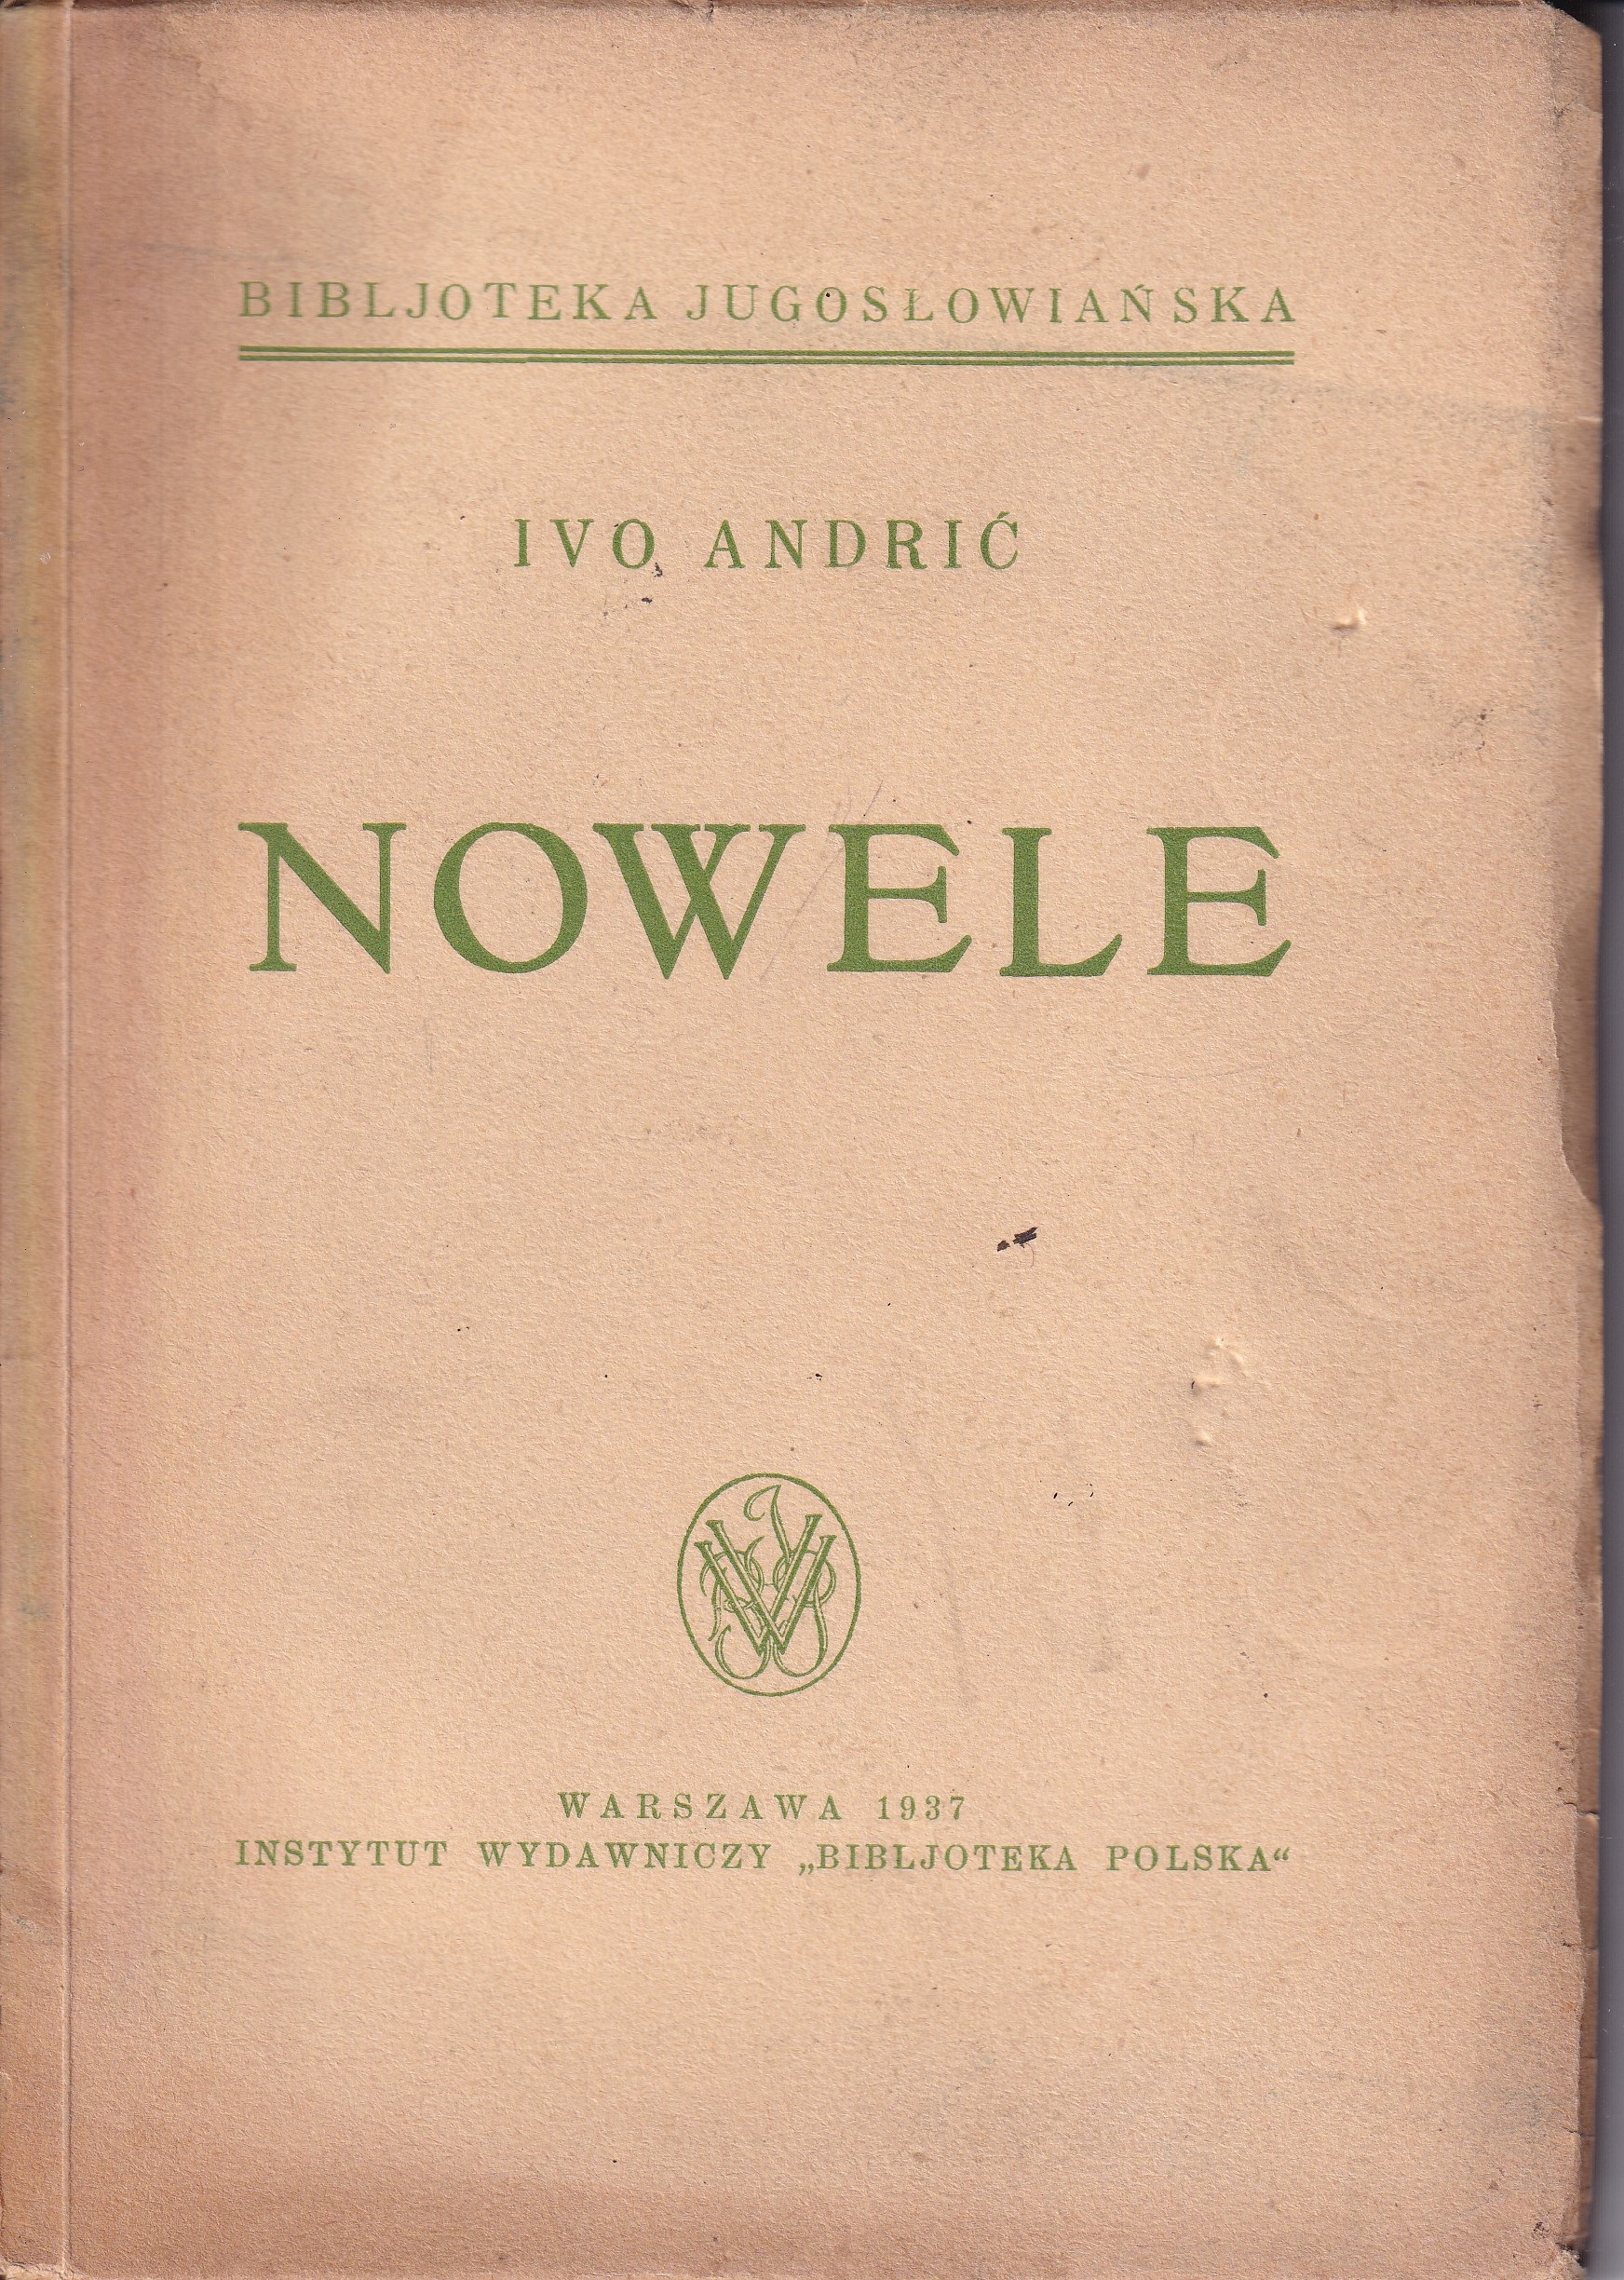 BIBLJOTEKA JUGOSŁOWIAŃSKA
IVO ANDRIĆ
NOWELE
WARSZAWA 1937
INSTYTUT WYDAWNICZY „BIBLJOTEKA POLSKA“